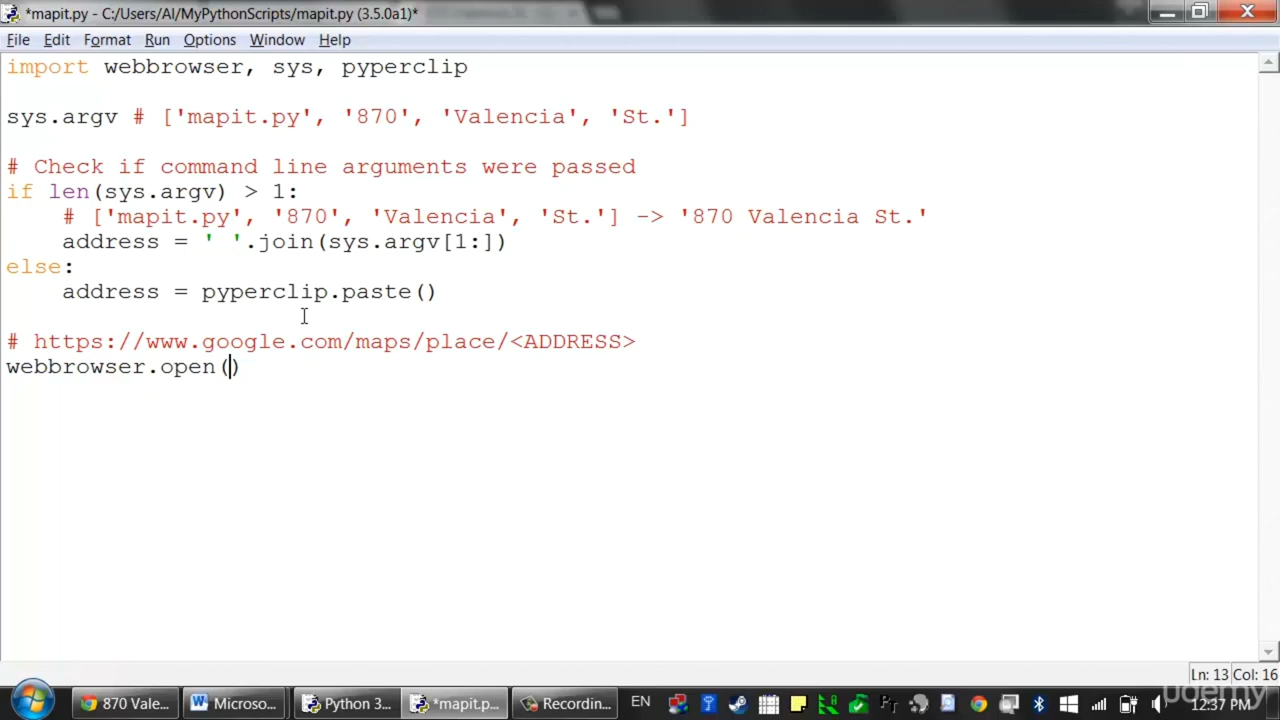 *mapit.py - C:/Users/Al/MyPythonScripts/mapit.py (3.5.0a1)*
File Edit Format Run Options Window Help
import webbrowser, sys, pyperclip
sys.argv # ['mapit.py', '870', 'Valencia', 'St.']
# Check if command line arguments were passed
if len(sys.argv) > 1:
    # ['mapit.py', '870', 'Valencia', 'St.'] -> '870 Valencia St.'
    address = ' '.join(sys.argv[1:])
else:
    address = pyperclip.paste()
# https://www.google.com/maps/place/<ADDRESS>
webbrowser.open()
Ln: 13 Col: 16
870 Vale... Microso... Python 3... *mapit.p... Recordin... EN 12:37 PM
udemy